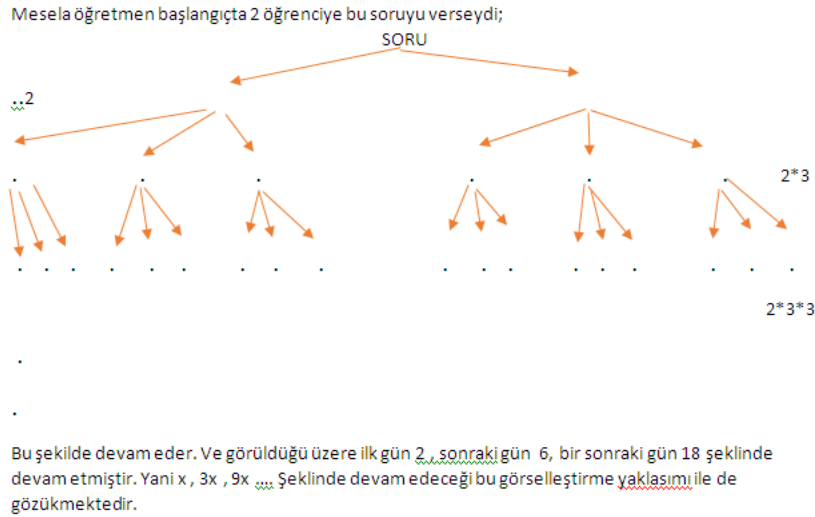 Mesela öğretmen başlangıçta 2 öğrenciye bu soruyu verseydi;
SORU
..2
2*3
2*3*3
.
.
Bu şekilde devam eder. Ve görüldüğü üzere ilk gün 2 , sonraki gün 6, bir sonraki gün 18 şeklinde
devam etmiştir. Yani x , 3x , 9x .... Şeklinde devam edeceği bu görselleştirme yaklasımı ile de
gözükmektedir.